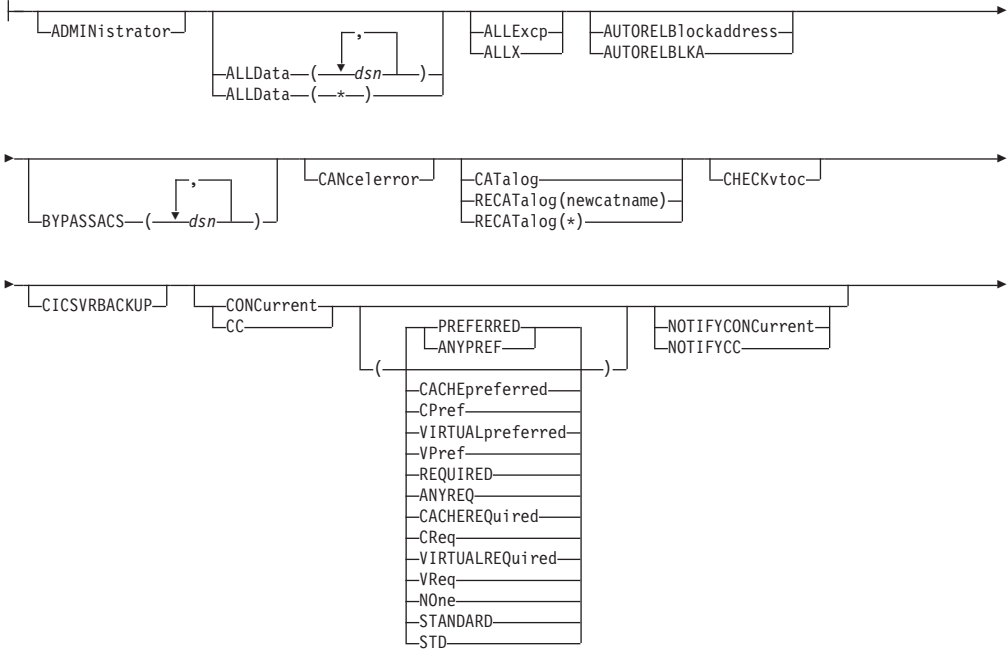 ADMINistrator
ALLData ( dsn , )
ALLData ( * )
ALLExcp
ALLX
AUTORELBlockaddress
AUTORELBLKA
BYPASSACS ( dsn , )
CANcelerror
CATalog
RECATalog(newcatname)
RECATalog(*)
CHECKvtoc
CICSVRBACKUP
CONCurrent
CC
(
PREFERRED
ANYPREF
CACHEpreferred
CPref
VIRTUALpreferred
VPref
REQUIRED
ANYREQ
CACHEREQuired
CReq
VIRTUALREQuired
VReq
NOne
STANDARD
STD
)
NOTIFYCONCurrent
NOTIFYCC